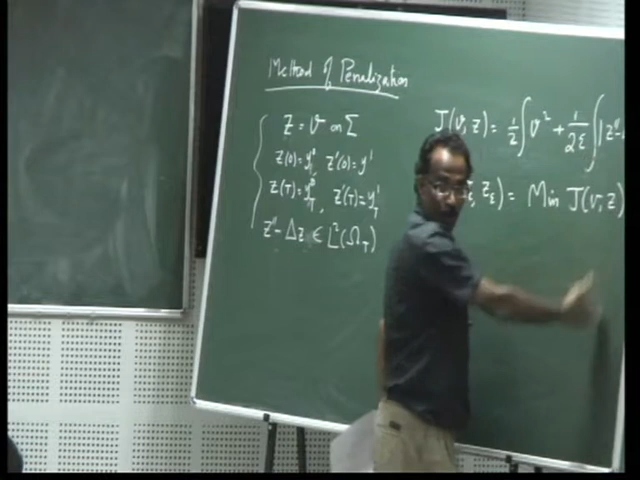 Method of Penalization
z = v on Σ
z(0) = y⁰, z'(0) = y¹
z(T) = y⁰_T, z'(T) = y¹_T
z'' - Δz ∈ L²(Ω_T)
J(v, z) = 1/2 ∫ v² + 1/2ε ∫ |z'' -
z_ε) = Min J(v, z)